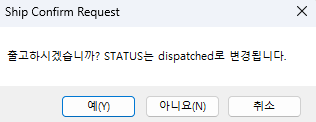 Ship Confirm Request
출고하시겠습니까? STATUS는 dispatched로 변경됩니다.
예(Y) 아니요(N) 취소